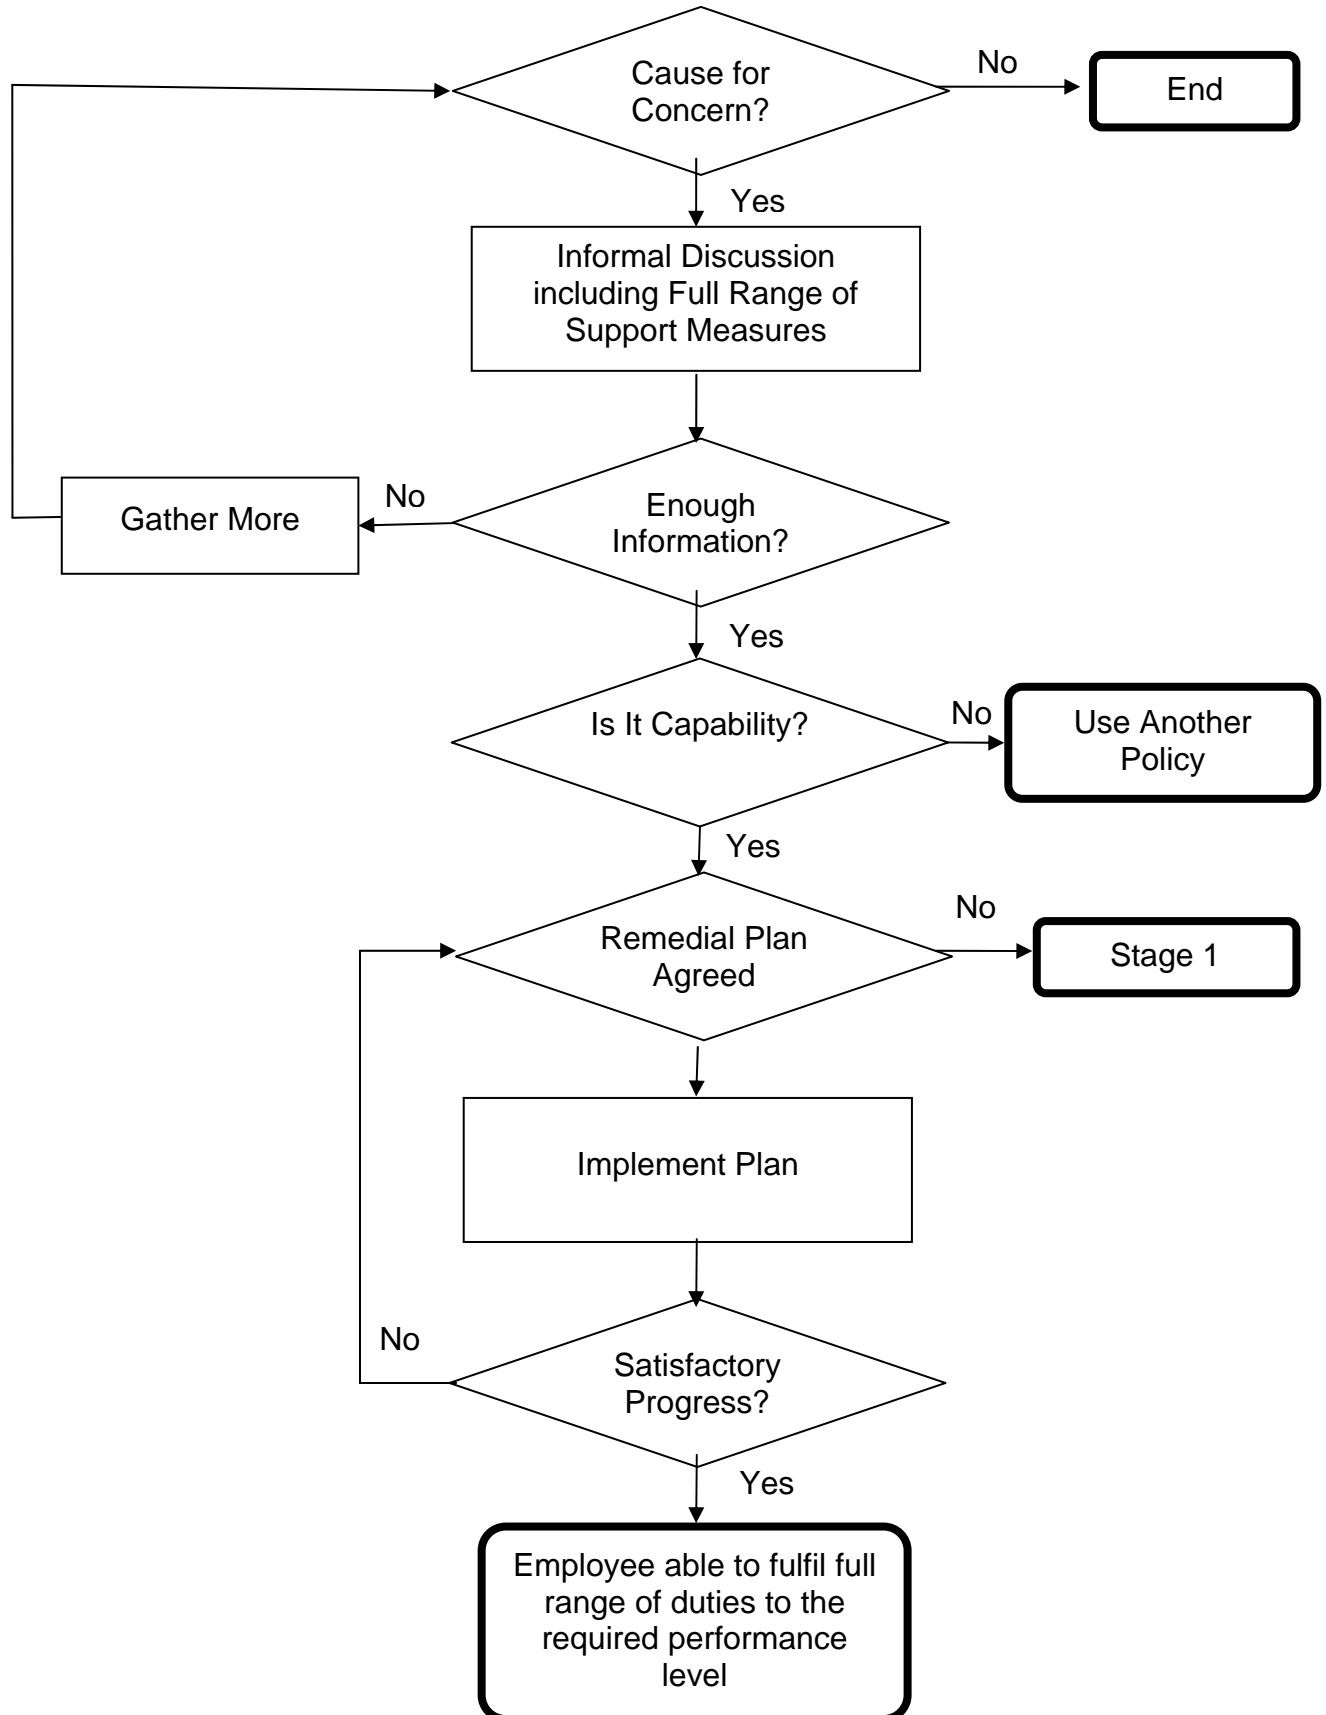 Cause for
Concern?
No
End
Yes
Informal Discussion
including Full Range of
Support Measures
Gather More
No
Enough
Information?
Yes
Is It Capability?
No
Use Another
Policy
Yes
Remedial Plan
Agreed
No
Stage 1
Implement Plan
No
Satisfactory
Progress?
Yes
Employee able to fulfil full
range of duties to the
required performance
level